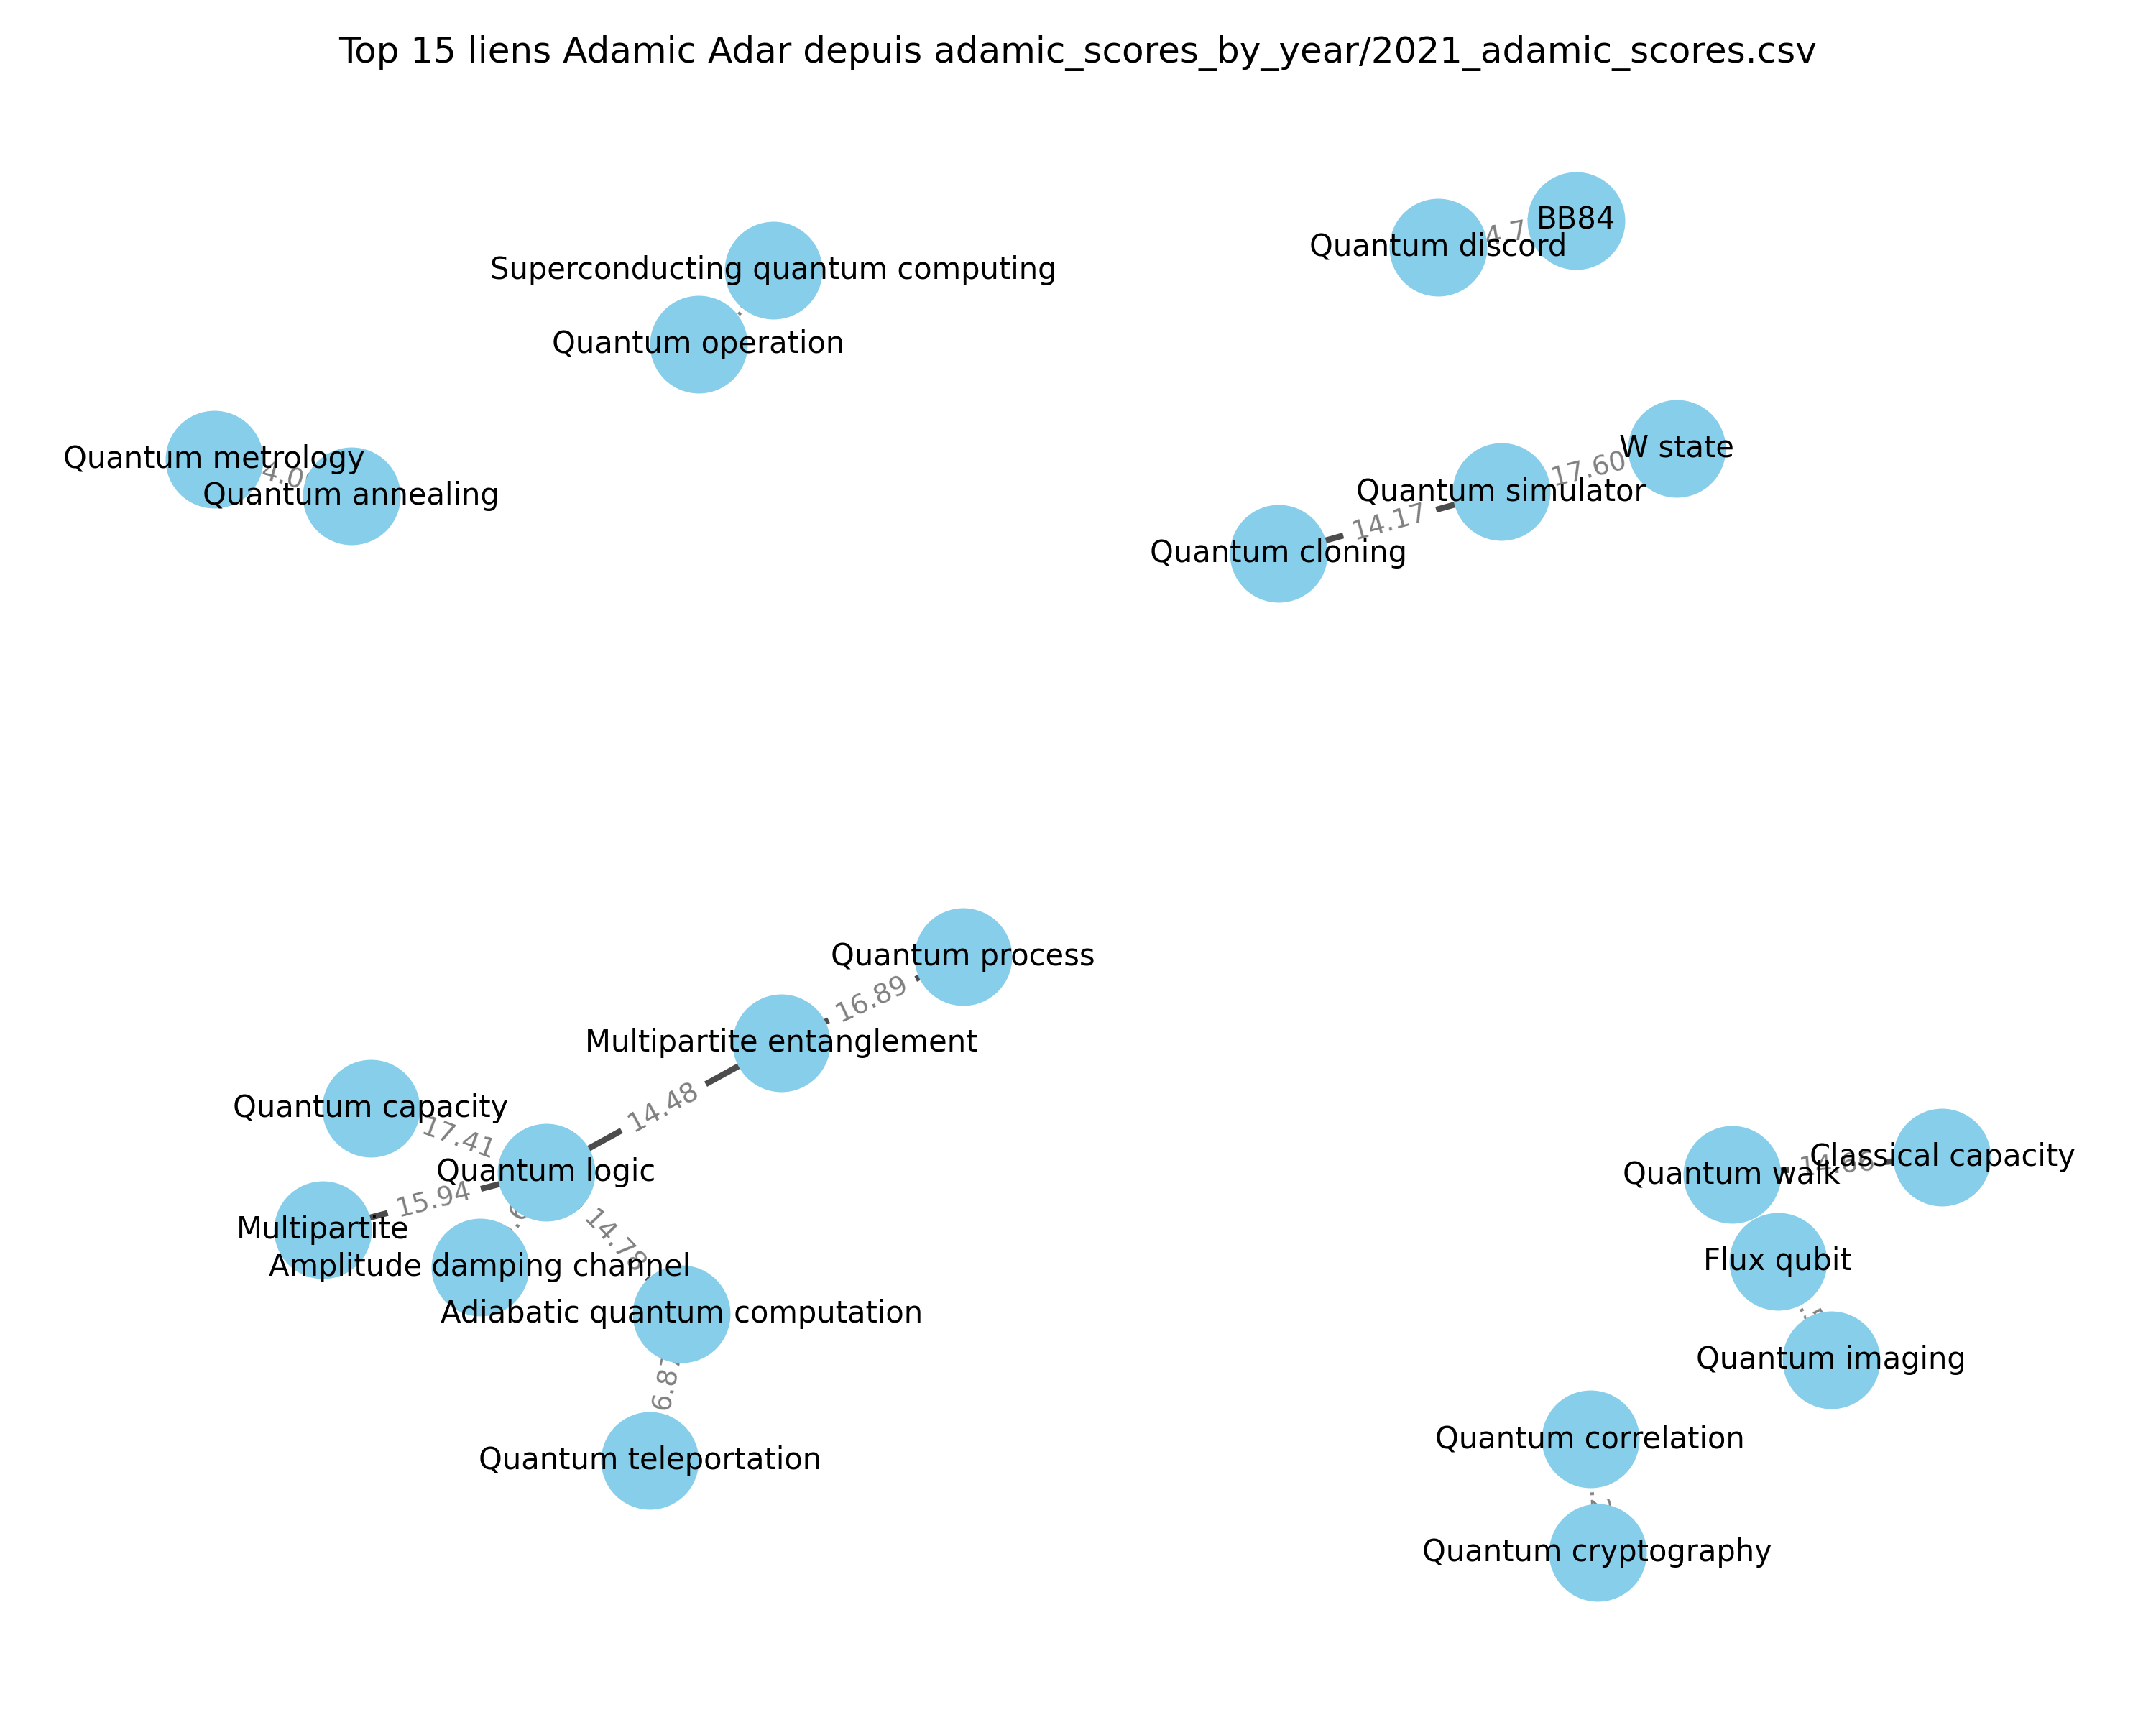 Top 15 liens Adamic Adar depuis adamic_scores_by_year/2021_adamic_scores.csv
BB84
Quantum discord
4.7
Superconducting quantum computing
Quantum operation
Quantum metrology
4.0
Quantum annealing
W state
17.60
Quantum simulator
14.17
Quantum cloning
Quantum process
16.89
Multipartite entanglement
14.48
Quantum capacity
17.41
Quantum logic
15.94
Multipartite
14.78
Amplitude damping channel
Adiabatic quantum computation
6.8
Quantum teleportation
Classical capacity
14.66
Quantum walk
Flux qubit
Quantum imaging
Quantum correlation
Quantum cryptography